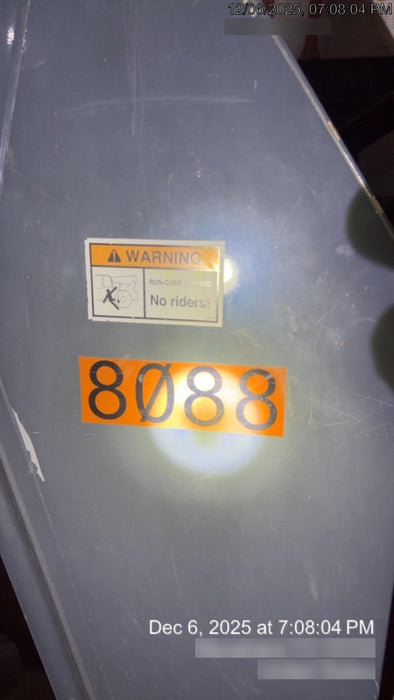 12/06/2025, 07:08:04 PM
WARNING
RUN-OVER HAZARD
No riders!
8088
Dec 6, 2025 at 7:08:04 PM